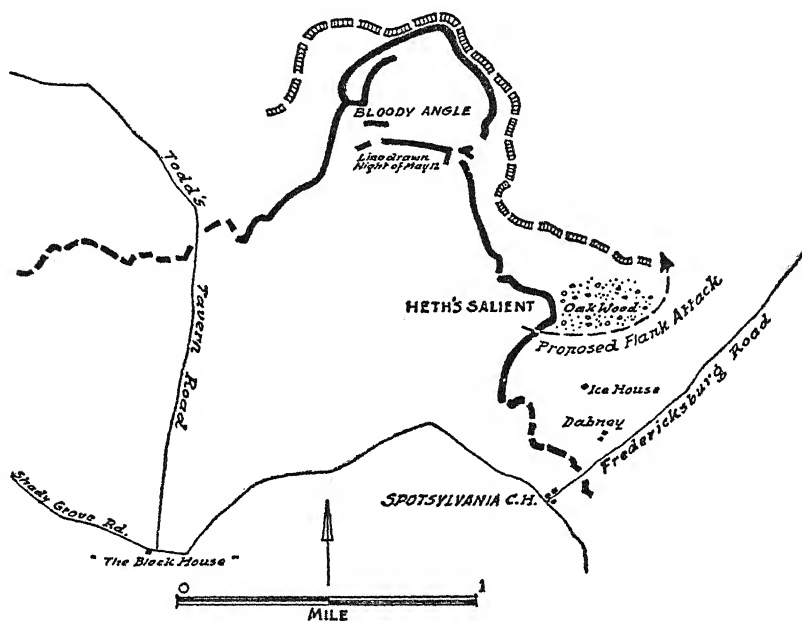 BLOODY ANGLE
Line drawn
Night of May 12
Todd's
Tavern
Road
HETH'S SALIENT
Oak Wood
Proposed Flank Attack
Ice House
Dabney
Fredericksburg Road
SPOTSYLVANIA C.H.
Shady Grove Rd.
"The Block House"
0 1
MILE